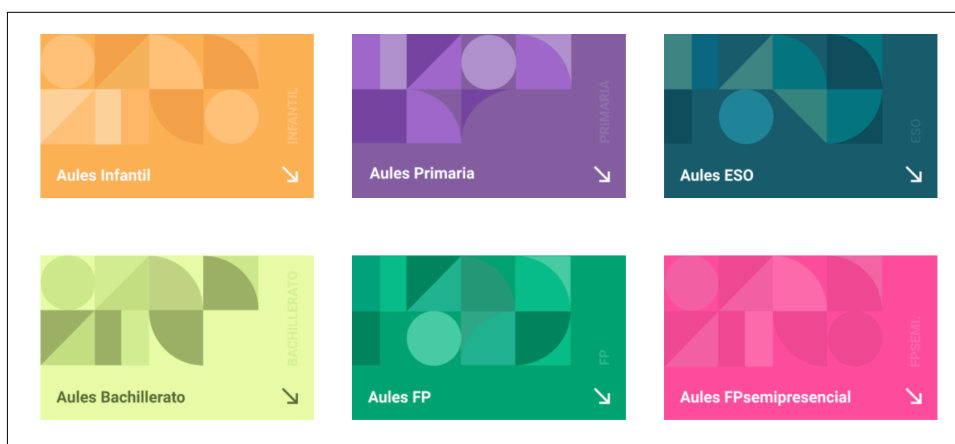 INFANTIL
Aules Infantil
PRIMARIA
Aules Primaria
ESO
Aules ESO
BACHILLERATO
Aules Bachillerato
FP
Aules FP
FPSEMI.
Aules FPsemipresencial